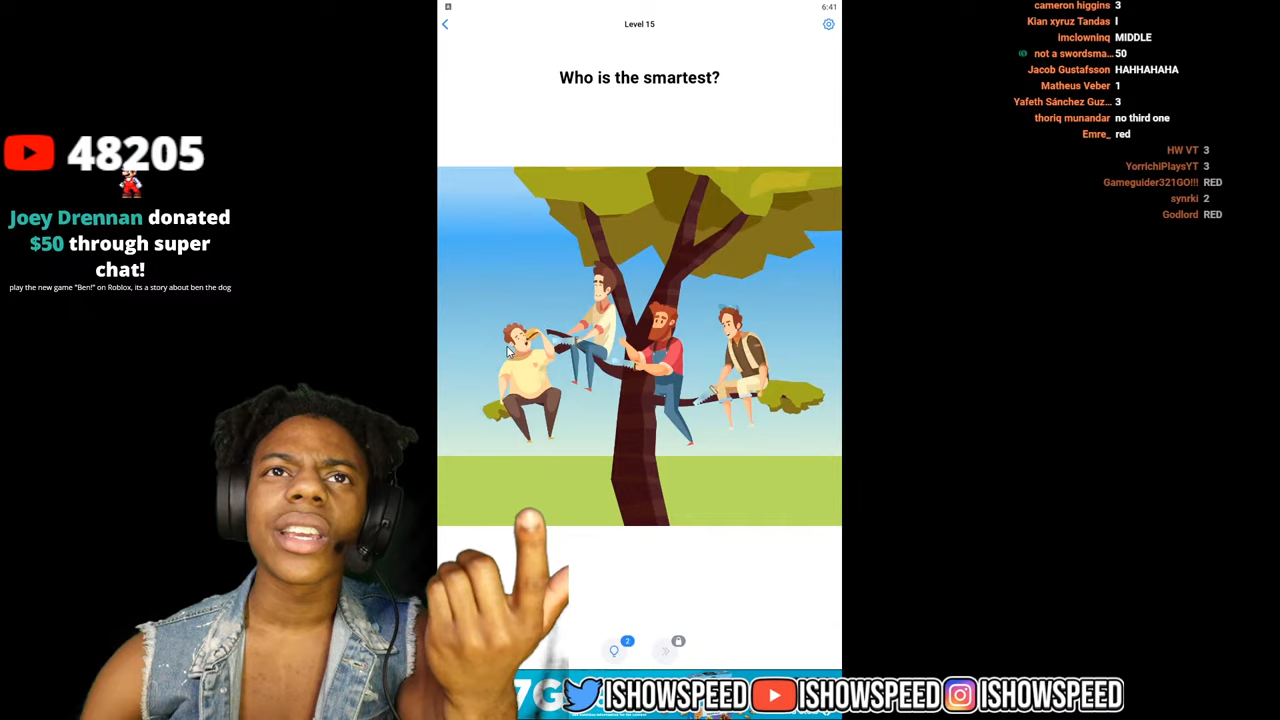 6:41
Level 15
Who is the smartest?
48205
Joey Drennan donated
$50 through super
chat!
play the new game "Ben!" on Roblox, its a story about ben the dog
cameron higgins 3
Kian xyruz Tandas I
imclowninq MIDDLE
not a swordsma... 50
Jacob Gustafsson HAHHAHAHA
Matheus Veber 1
Yafeth Sánchez Guz... 3
thoriq munandar no third one
Emre_ red
HW VT 3
YorrichiPlaysYT 3
Gameguider321GO!!! RED
synrki 2
Godlord RED
2
7G
ISHOWSPEED ISHOWSPEED ISHOWSPEED